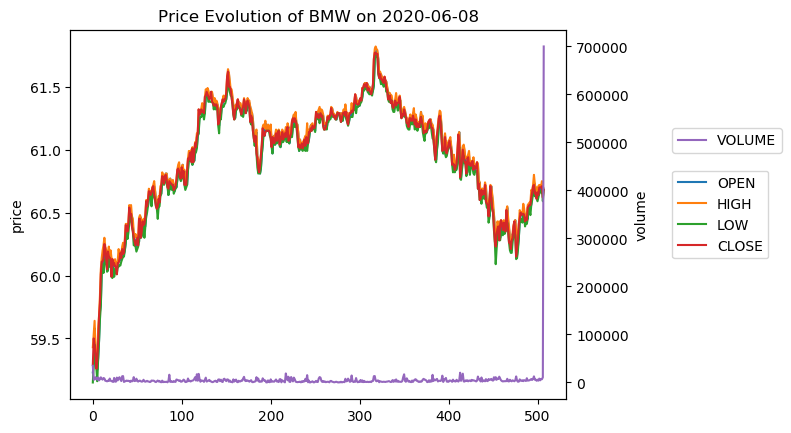 Price Evolution of BMW on 2020-06-08
price
61.5
61.0
60.5
60.0
59.5
0
100
200
300
400
500
700000
600000
500000
400000
300000
200000
100000
0
volume
VOLUME
OPEN
HIGH
LOW
CLOSE